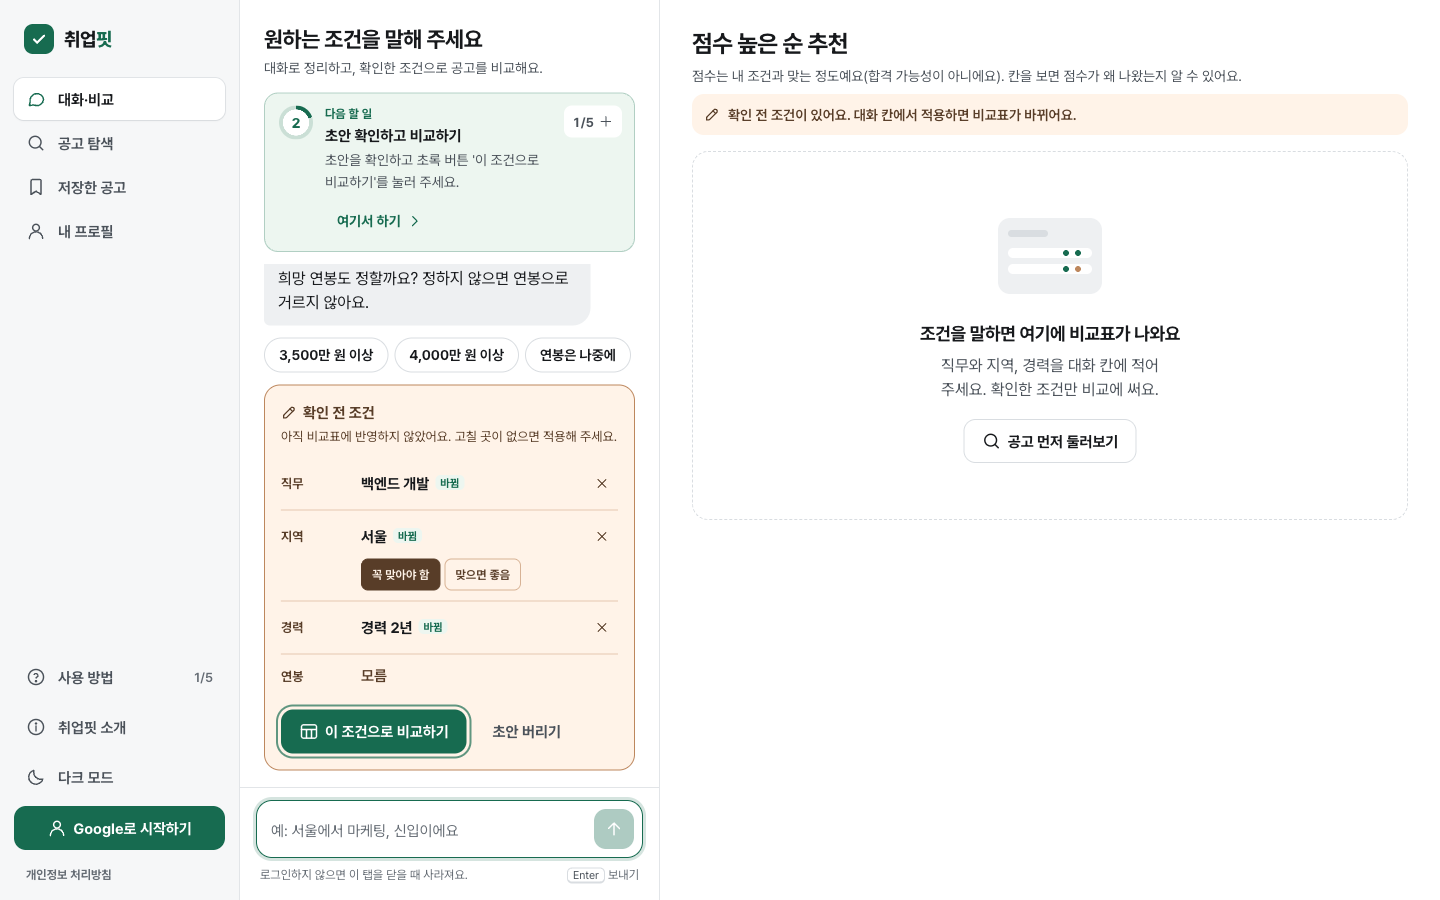 취업핏
대화·비교
공고 탐색
저장한 공고
내 프로필
사용 방법 1/5
취업핏 소개
다크 모드
Google로 시작하기
개인정보 처리방침
원하는 조건을 말해 주세요
대화로 정리하고, 확인한 조건으로 공고를 비교해요.
2
다음 할 일
1/5
초안 확인하고 비교하기
초안을 확인하고 초록 버튼 '이 조건으로
비교하기'를 눌러 주세요.
여기서 하기
희망 연봉도 정할까요? 정하지 않으면 연봉으로
거르지 않아요.
3,500만 원 이상 4,000만 원 이상 연봉은 나중에
확인 전 조건
아직 비교표에 반영하지 않았어요. 고칠 곳이 없으면 적용해 주세요.
직무 백엔드 개발 바뀜
지역 서울 바뀜
꼭 맞아야 함 맞으면 좋음
경력 경력 2년 바뀜
연봉 모름
이 조건으로 비교하기 초안 버리기
예: 서울에서 마케팅, 신입이에요
로그인하지 않으면 이 탭을 닫을 때 사라져요. Enter 보내기
점수 높은 순 추천
점수는 내 조건과 맞는 정도예요(합격 가능성이 아니에요). 칸을 보면 점수가 왜 나왔는지 알 수 있어요.
확인 전 조건이 있어요. 대화 칸에서 적용하면 비교표가 바뀌어요.
조건을 말하면 여기에 비교표가 나와요
직무와 지역, 경력을 대화 칸에 적어
주세요. 확인한 조건만 비교에 써요.
공고 먼저 둘러보기